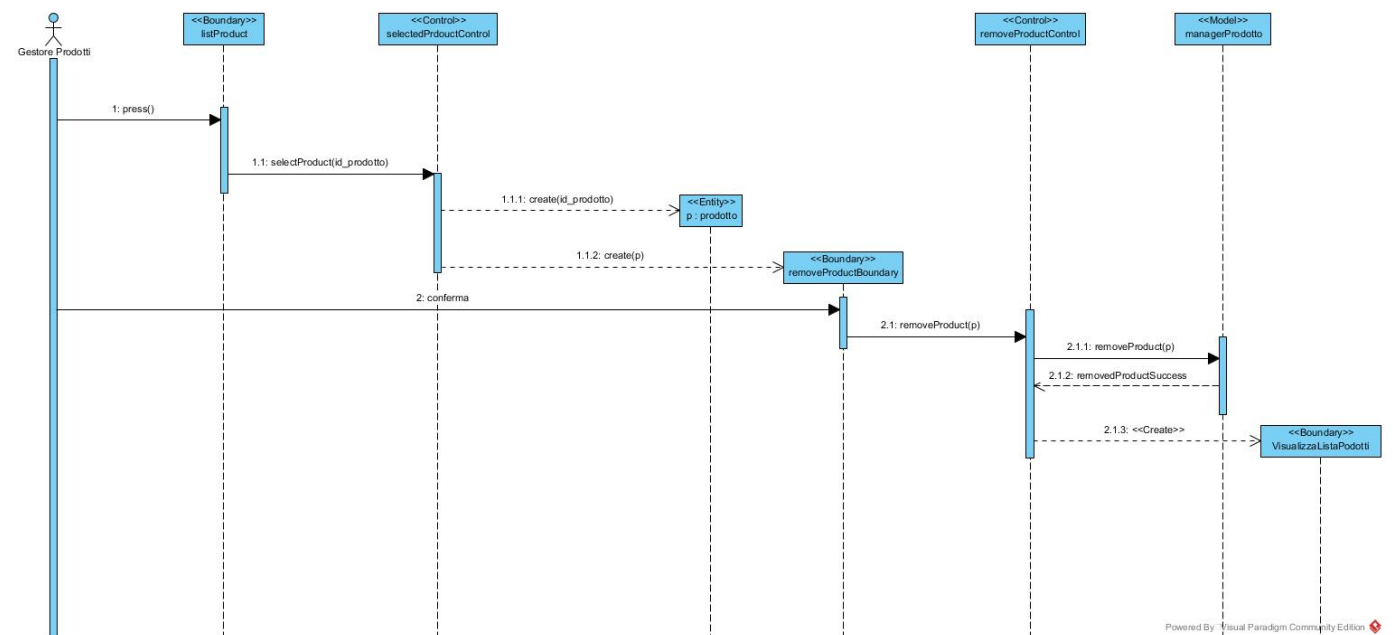 <<Boundary>>
listProduct
<<Control>>
selectedPrdouctControl
<<Control>>
removeProductControl
<<Model>>
managerProdotto
Gestore Prodotti
1: press()
1.1: selectProduct(id_prodotto)
1.1.1: create(id_prodotto)
<<Entity>>
p : prodotto
1.1.2: create(p)
<<Boundary>>
removeProductBoundary
2: conferma
2.1: removeProduct(p)
2.1.1: removeProduct(p)
2.1.2: removedProductSuccess
2.1.3: <<Create>>
<<Boundary>>
VisualizzaListaPodotti
Powered By Visual Paradigm Community Edition